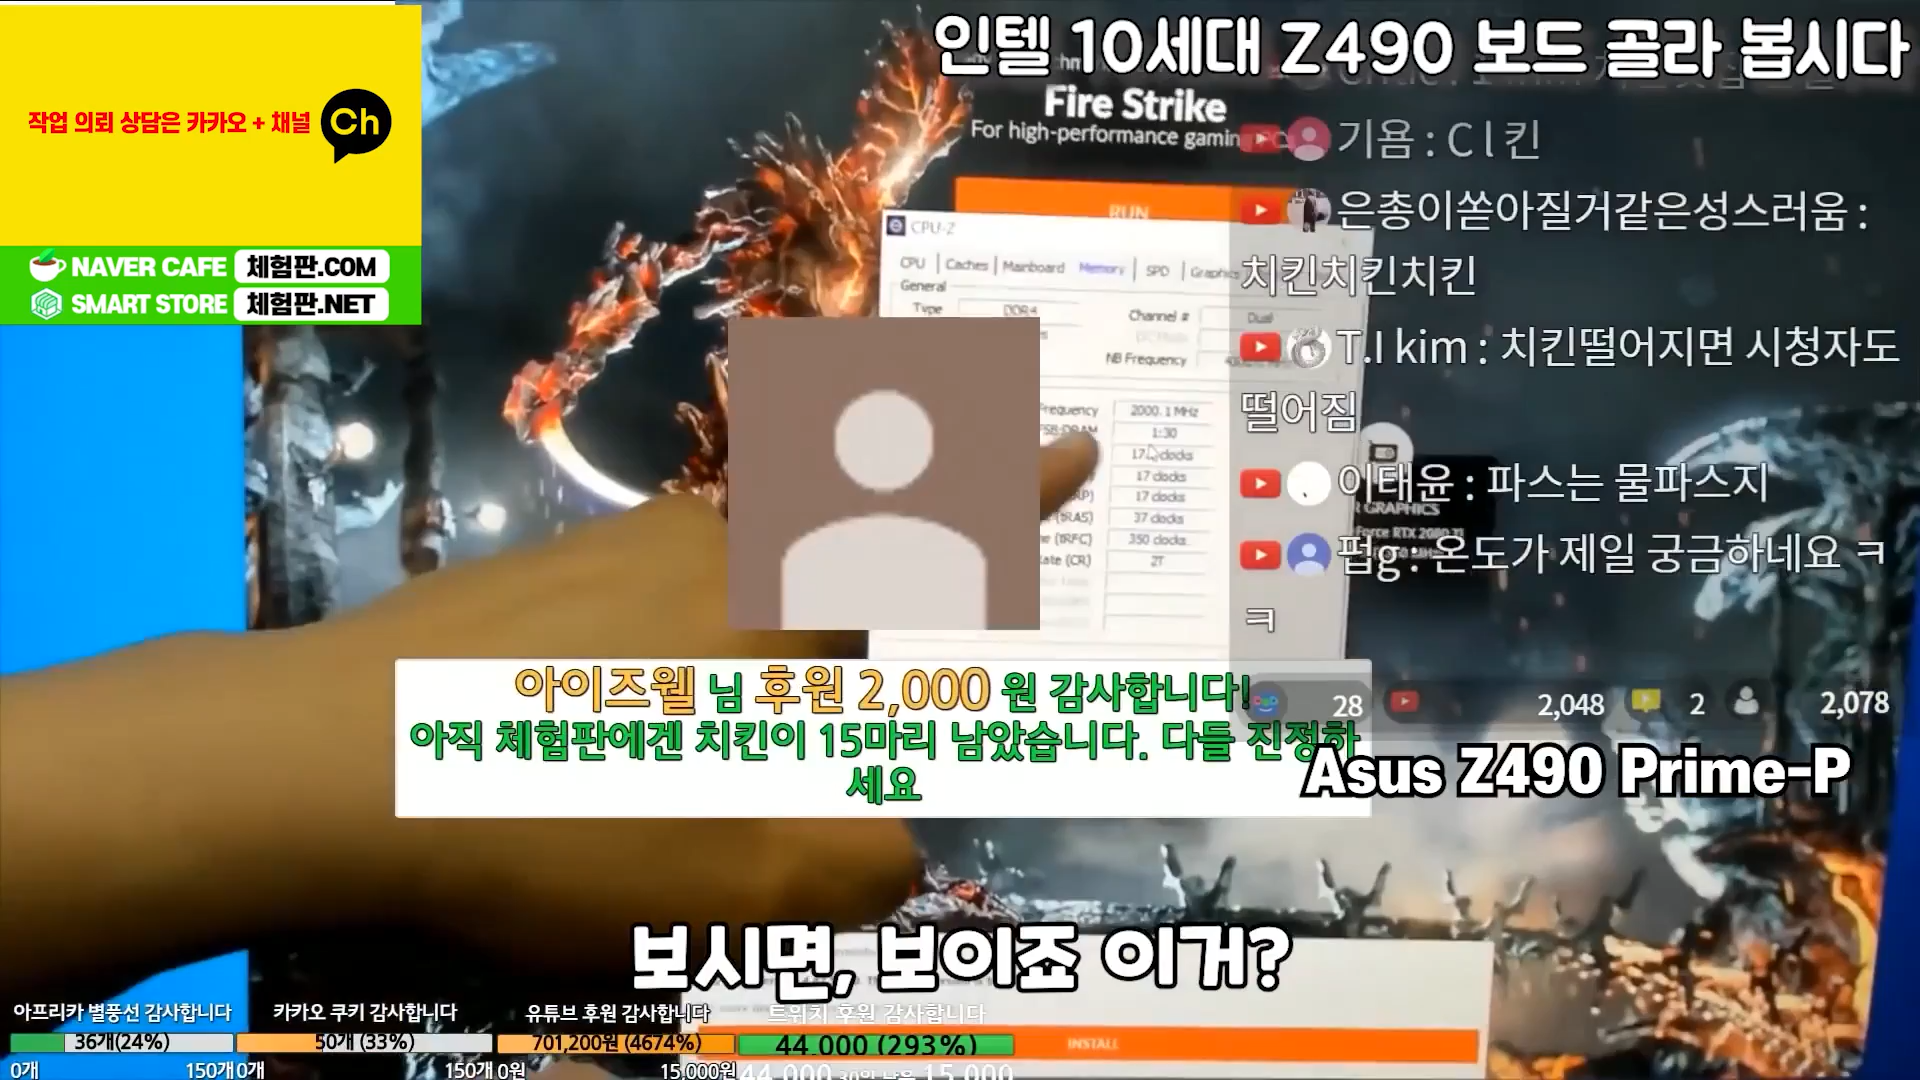 인텔 10세대 Z490 보드 골라 봅시다
작업 의뢰 상담은 카카오 + 채널 Ch
NAVER CAFE 체험판.COM
SMART STORE 체험판.NET
Fire Strike
For high-performance gaming
RUN
기욤 : C l 킨
은총이쏟아질거같은성스러움 :
치킨치킨치킨
T.I kim : 치킨떨어지면 시청자도
떨어짐
이태윤 : 파스는 물파스지
펍g : 온도가 제일 궁금하네요 ㅋ
ㅋ
CPU-Z
CPU Caches Mainboard Memory SPD Graphics
General
Type DDR4 Channel # Dual
NB Frequency
Frequency 2000.1 MHz
FSB:DRAM 1:30
17 clocks
17 clocks
17 clocks
(tRAS) 37 clocks
(tRFC) 350 clocks
Rate (CR) 2T
GRAPHICS
아이즈웰 님 후원 2,000 원 감사합니다!
아직 체험판에겐 치킨이 15마리 남았습니다. 다들 진정하
세요
28 2,048 2 2,078
Asus Z490 Prime-P
보시면, 보이죠 이거?
아프리카 별풍선 감사합니다 카카오 쿠키 감사합니다 유튜브 후원 감사합니다 트위치 후원 감사합니다
36개(24%) 50개 (33%) 701,200원 (4674%) 44,000 (293%)
INSTALL
0개 150개 0개 150개 0원 15,000원